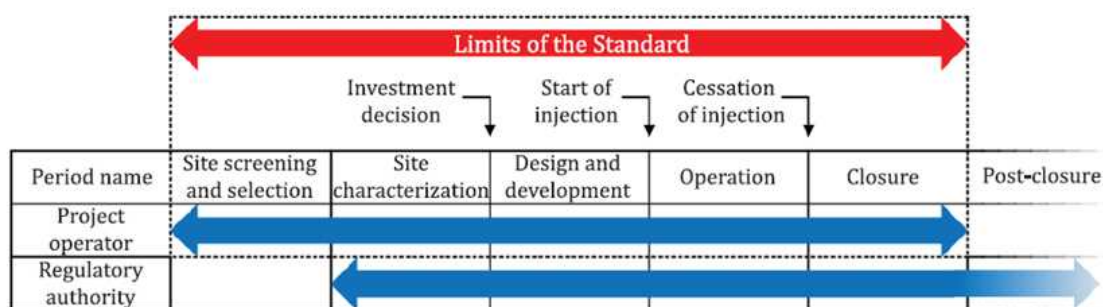 Limits of the Standard
Investment decision
Start of injection
Cessation of injection
Period name
Site screening and selection
Site characterization
Design and development
Operation
Closure
Post-closure
Project operator
Regulatory authority